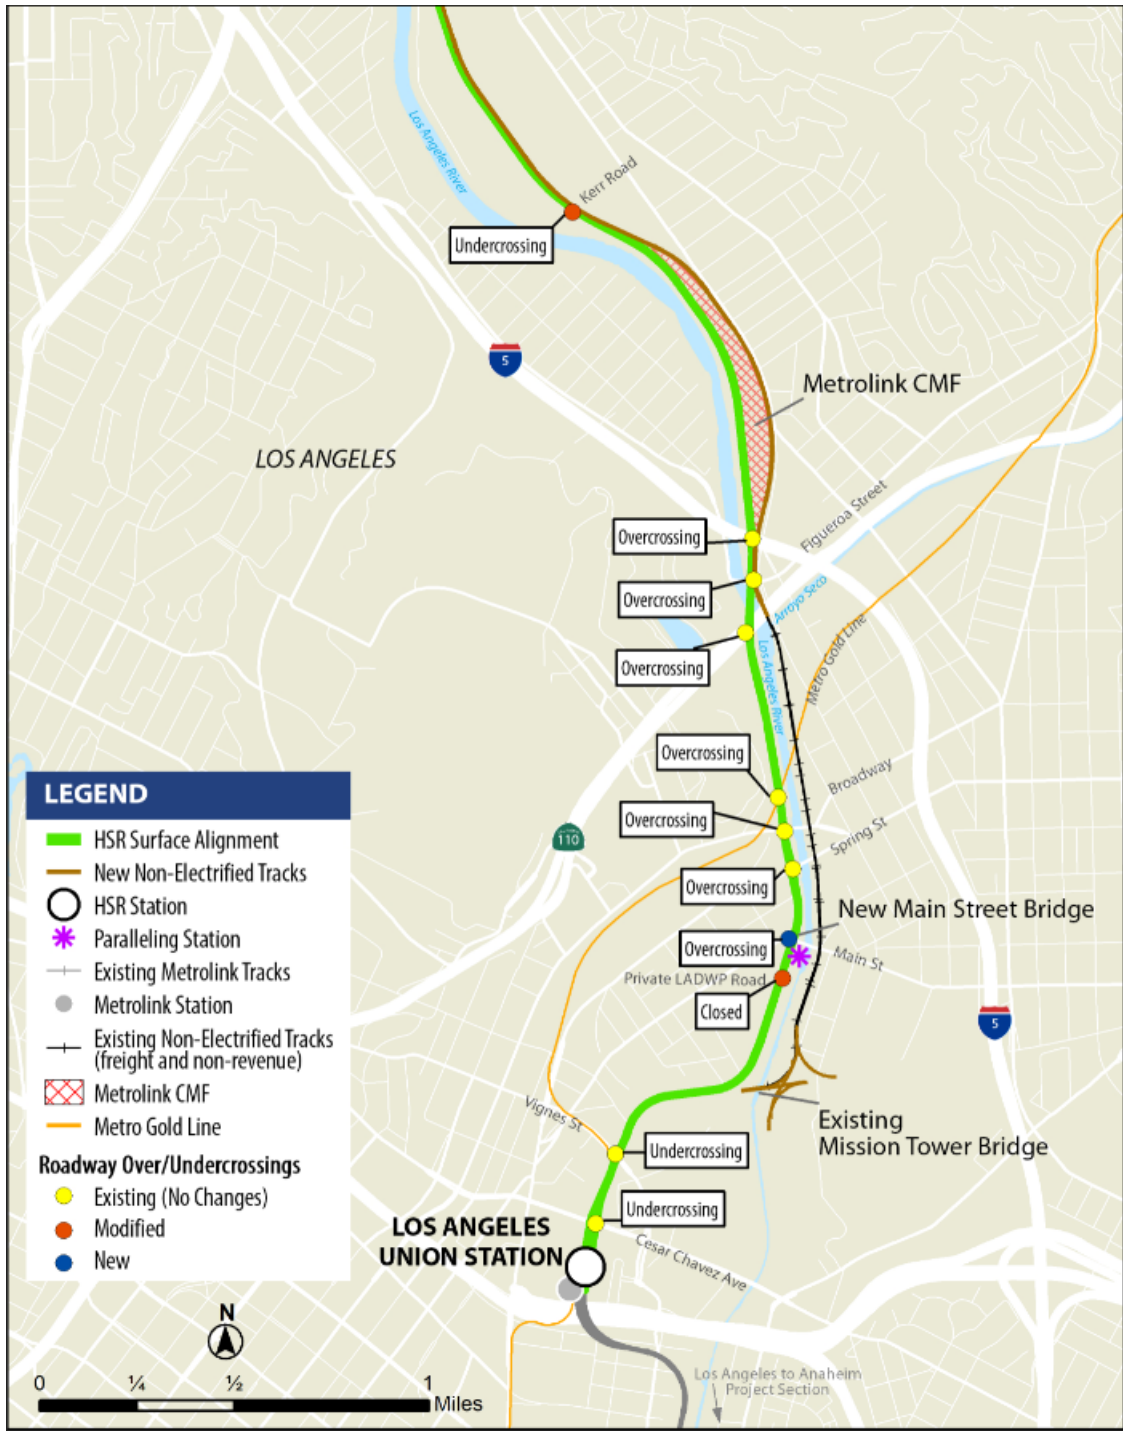 Los Angeles River
Kerr Road
Undercrossing
5
Metrolink CMF
LOS ANGELES
Figueroa Street
Overcrossing
Overcrossing
Arroyo Seco
Overcrossing
Los Angeles River
Metro Gold Line
Overcrossing
Broadway
Overcrossing
Spring St
110
Overcrossing
New Main Street Bridge
Overcrossing
Main St
Private LADWP Road
Closed
5
Existing
Mission Tower Bridge
Vignes St
Undercrossing
Undercrossing
LOS ANGELES
UNION STATION
Cesar Chavez Ave
Los Angeles to Anaheim
Project Section
LEGEND
HSR Surface Alignment
New Non-Electrified Tracks
HSR Station
Paralleling Station
Existing Metrolink Tracks
Metrolink Station
Existing Non-Electrified Tracks
(freight and non-revenue)
Metrolink CMF
Metro Gold Line
Roadway Over/Undercrossings
Existing (No Changes)
Modified
New
N
0 ¼ ½ 1
Miles